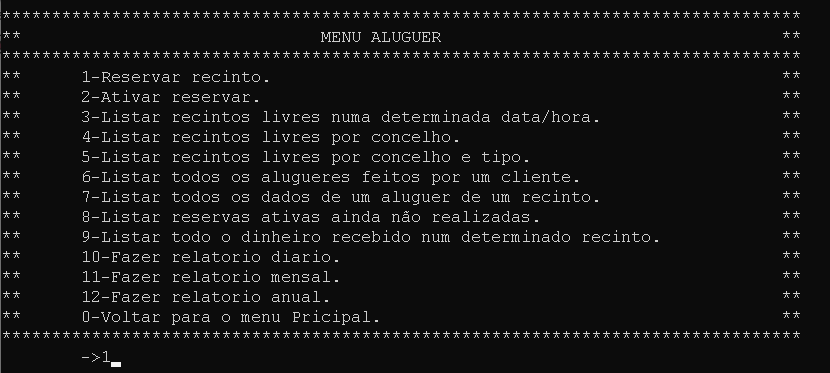 ********************************************************************************
** MENU ALUGUER **
********************************************************************************
** 1-Reservar recinto. **
** 2-Ativar reservar. **
** 3-Listar recintos livres numa determinada data/hora. **
** 4-Listar recintos livres por concelho. **
** 5-Listar recintos livres por concelho e tipo. **
** 6-Listar todos os alugueres feitos por um cliente. **
** 7-Listar todos os dados de um aluguer de um recinto. **
** 8-Listar reservas ativas ainda não realizadas. **
** 9-Listar todo o dinheiro recebido num determinado recinto. **
** 10-Fazer relatorio diario. **
** 11-Fazer relatorio mensal. **
** 12-Fazer relatorio anual. **
** 0-Voltar para o menu Pricipal. **
********************************************************************************
->1_